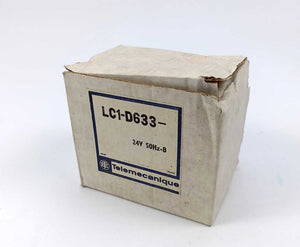 LC1-D633-
24V 50Hz-B
Telemecanique